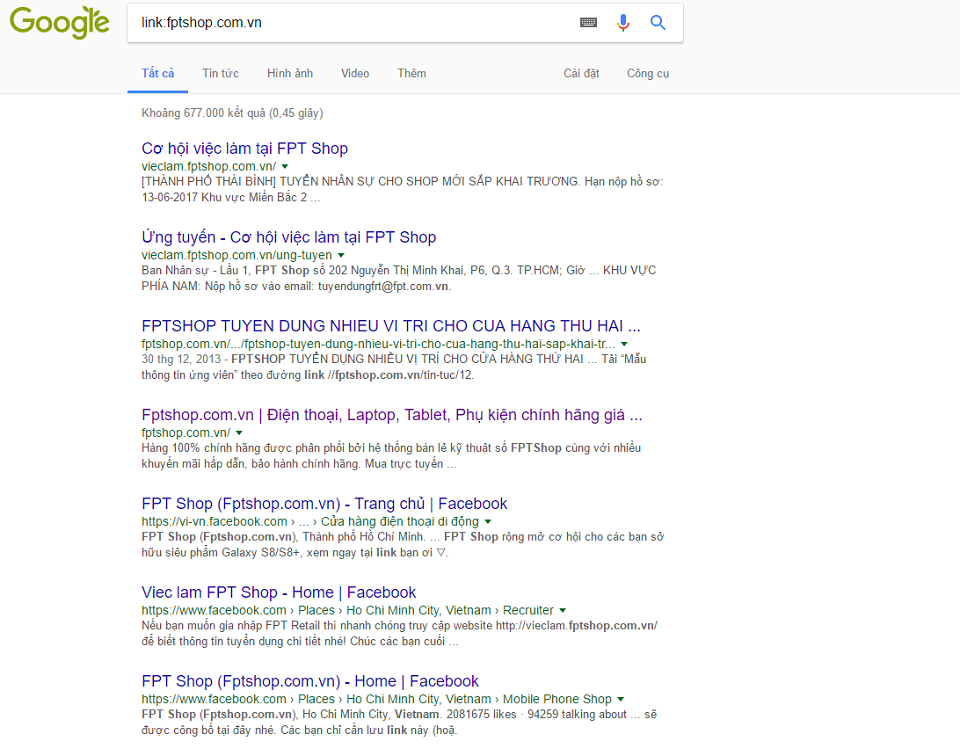 Google
link:fptshop.com.vn
Tất cả Tin tức Hình ảnh Video Thêm Cài đặt Công cụ
Khoảng 677.000 kết quả (0,45 giây)
Cơ hội việc làm tại FPT Shop
vieclam.fptshop.com.vn/
[THÀNH PHỐ THÁI BÌNH] TUYỂN NHÂN SỰ CHO SHOP MỚI SẮP KHAI TRƯƠNG. Hạn nộp hồ sơ:
13-06-2017 Khu vực Miền Bắc 2 ...
Ứng tuyển - Cơ hội việc làm tại FPT Shop
vieclam.fptshop.com.vn/ung-tuyen
Ban Nhân sự - Lầu 1, FPT Shop số 202 Nguyễn Thị Minh Khai, P6, Q.3. TP.HCM; Giờ ... KHU VỰC
PHÍA NAM: Nộp hồ sơ vào email: tuyendungfrt@fpt.com.vn.
FPTSHOP TUYEN DUNG NHIEU VI TRI CHO CUA HANG THU HAI ...
fptshop.com.vn/.../fptshop-tuyen-dung-nhieu-vi-tri-cho-cua-hang-thu-hai-sap-khai-tr...
30 thg 12, 2013 - FPTSHOP TUYỂN DỤNG NHIỀU VỊ TRÍ CHO CỬA HÀNG THỨ HAI ... Tải “Mẫu
thông tin ứng viên” theo đường link //fptshop.com.vn/tin-tuc/12.
Fptshop.com.vn | Điện thoại, Laptop, Tablet, Phụ kiện chính hãng giá ...
fptshop.com.vn/
Hàng 100% chính hãng được phân phối bởi hệ thống bán lẻ kỹ thuật số FPTShop cùng với nhiều
khuyến mãi hấp dẫn, bảo hành chính hãng. Mua trực tuyến ...
FPT Shop (Fptshop.com.vn) - Trang chủ | Facebook
https://vi-vn.facebook.com › ... › Cửa hàng điện thoại di động
FPT Shop (Fptshop.com.vn), Thành phố Hồ Chí Minh. ... FPT Shop rộng mở cơ hội cho các bạn sở
hữu siêu phẩm Galaxy S8/S8+, xem ngay tại link bạn ơi ▽.
Viec lam FPT Shop - Home | Facebook
https://www.facebook.com › Places › Ho Chi Minh City, Vietnam › Recruiter
Nếu bạn muốn gia nhập FPT Retail thì nhanh chóng truy cập website http://vieclam.fptshop.com.vn/
để biết thông tin tuyển dụng chi tiết nhé! Chúc các bạn cuối ...
FPT Shop (Fptshop.com.vn) - Home | Facebook
https://www.facebook.com › Places › Ho Chi Minh City, Vietnam › Mobile Phone Shop
FPT Shop (Fptshop.com.vn), Ho Chi Minh City, Vietnam. 2081675 likes · 94259 talking about ... sẽ
được công bố tại đây nhé. Các bạn chỉ cần lưu link này (hoặ.